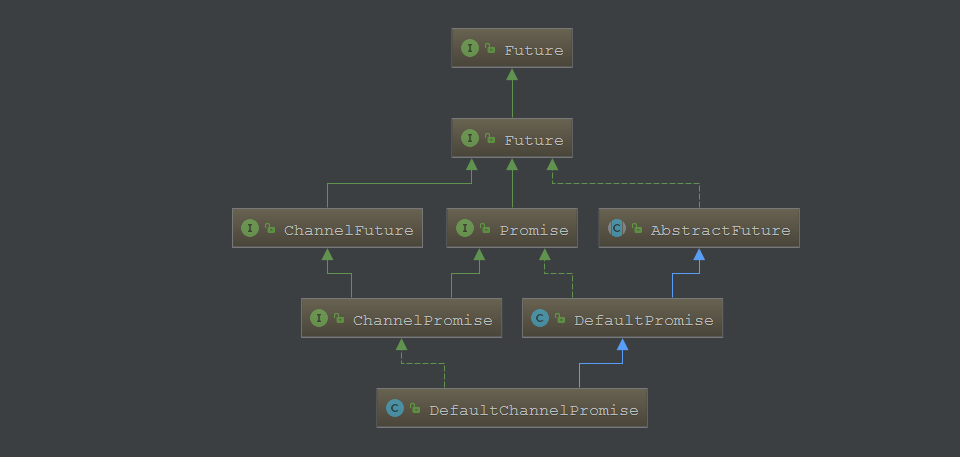 I Future
I Future
I ChannelFuture
I Promise
C AbstractFuture
I ChannelPromise
C DefaultPromise
C DefaultChannelPromise